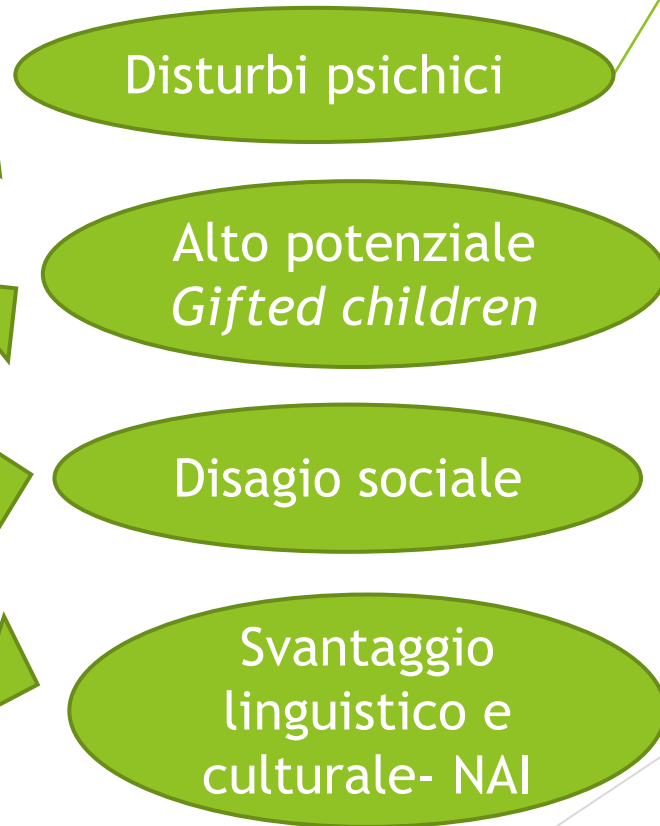 Disturbi psichici
Alto potenziale
Gifted children
Disagio sociale
Svantaggio
linguistico e
culturale- NAI